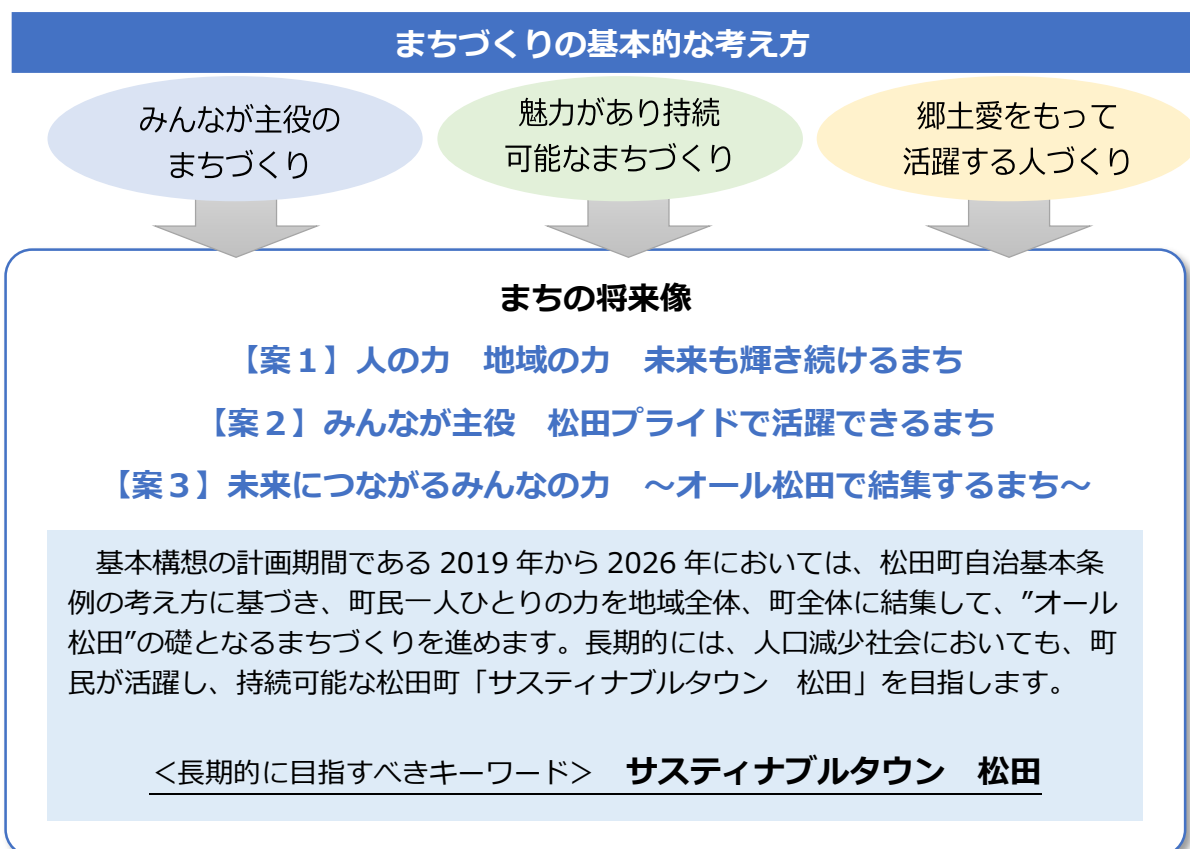 まちづくりの基本的な考え方
みんなが主役の
まちづくり
魅力があり持続
可能なまちづくり
郷土愛をもって
活躍する人づくり
まちの将来像
【案１】人の力　地域の力　未来も輝き続けるまち
【案２】みんなが主役　松田プライドで活躍できるまち
【案３】未来につながるみんなの力　～オール松田で結集するまち～
　基本構想の計画期間である 2019 年から 2026 年においては、松田町自治基本条
例の考え方に基づき、町民一人ひとりの力を地域全体、町全体に結集して、”オール
松田”の礎となるまちづくりを進めます。長期的には、人口減少社会においても、町
民が活躍し、持続可能な松田町「サスティナブルタウン　松田」を目指します。
＜長期的に目指すべきキーワード＞　サスティナブルタウン　松田